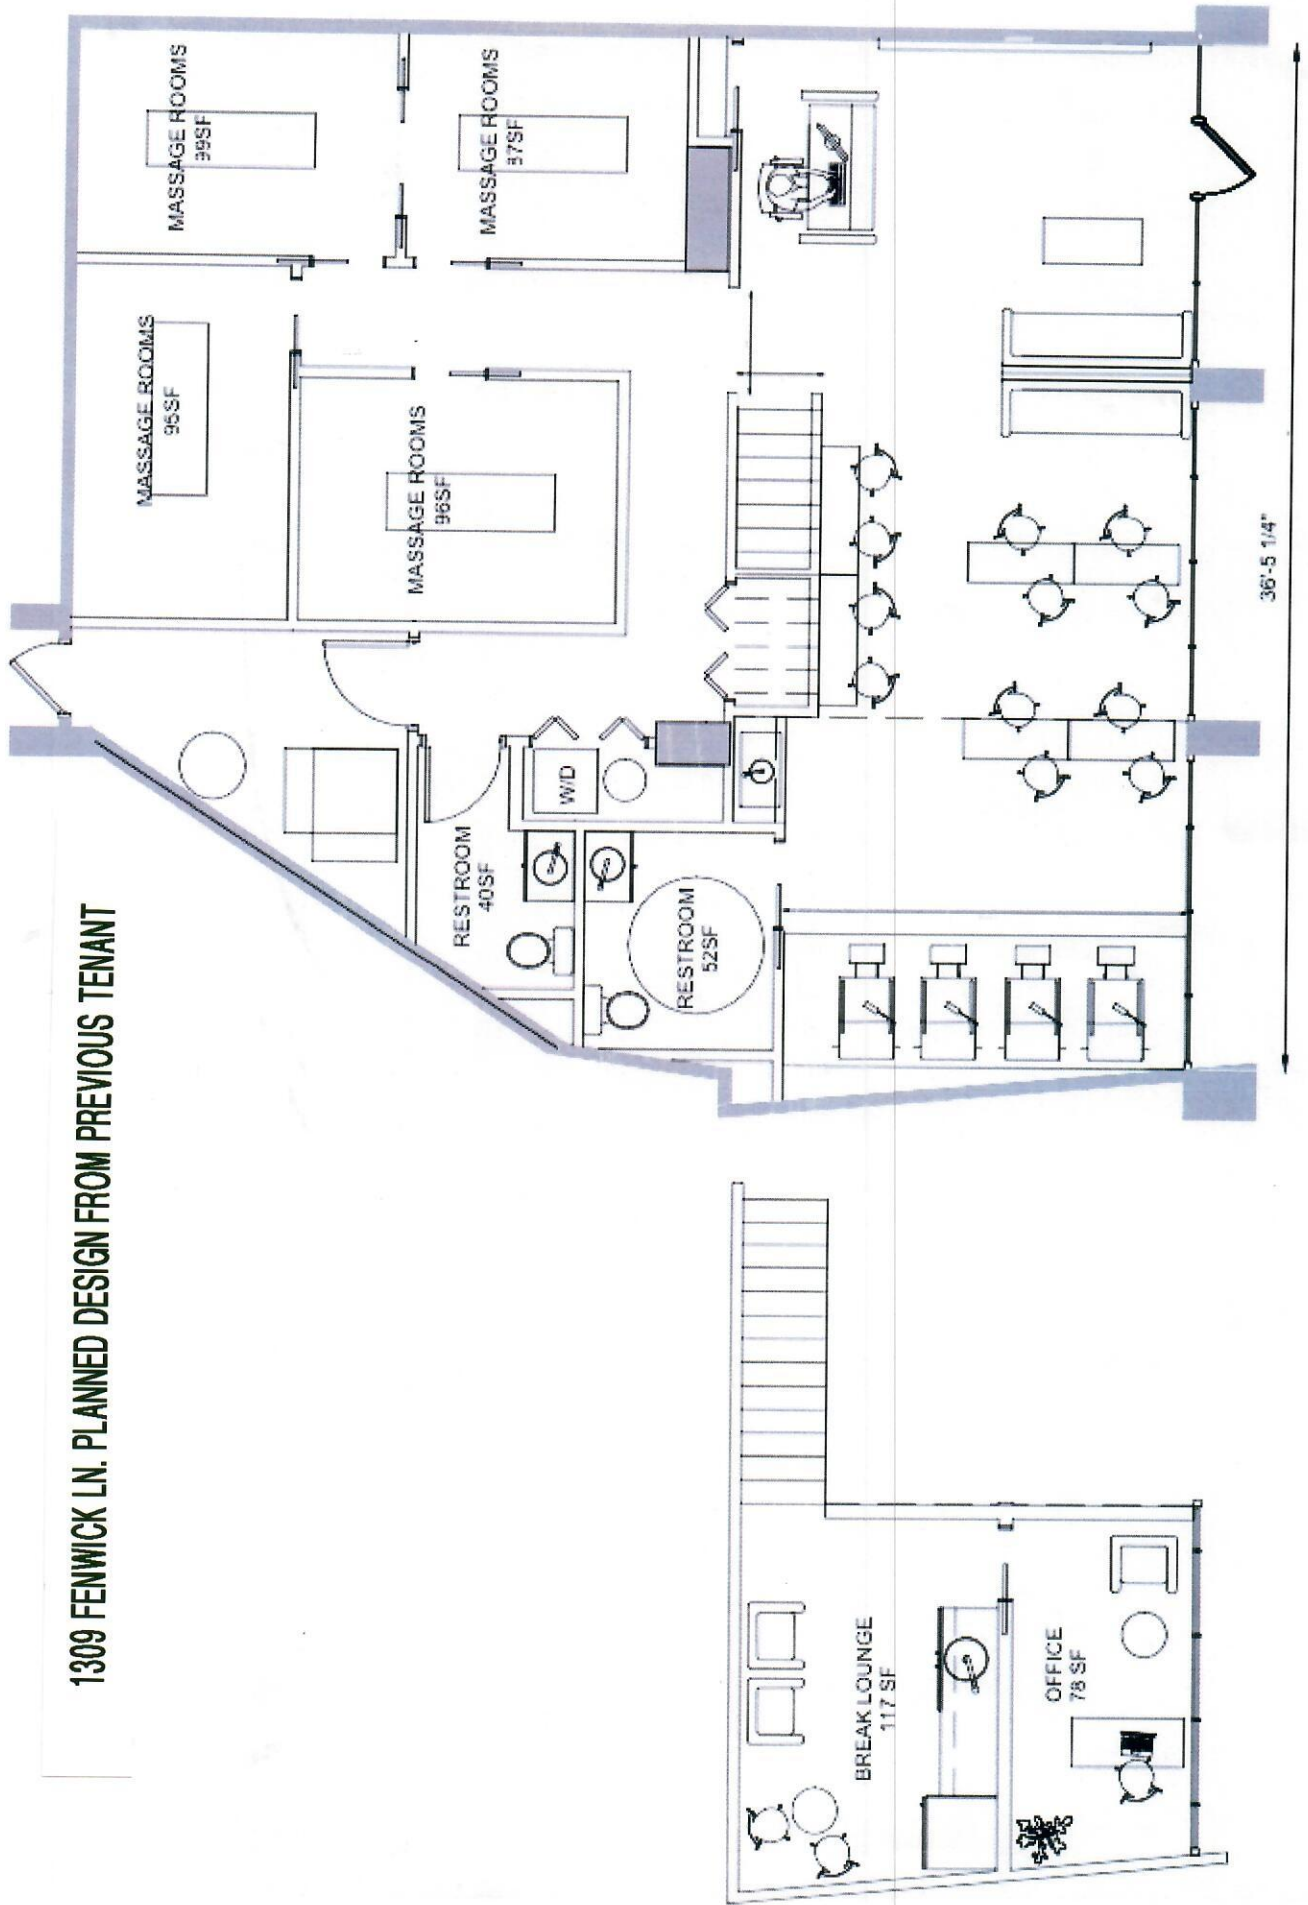 1309 FENWICK LN. PLANNED DESIGN FROM PREVIOUS TENANT
MASSAGE ROOMS
95SF
MASSAGE ROOMS
99SF
MASSAGE ROOMS
96SF
MASSAGE ROOMS
87SF
RESTROOM
40SF
W/D
RESTROOM
52SF
BREAK LOUNGE
117 SF
OFFICE
78 SF
36'-5 1/4"